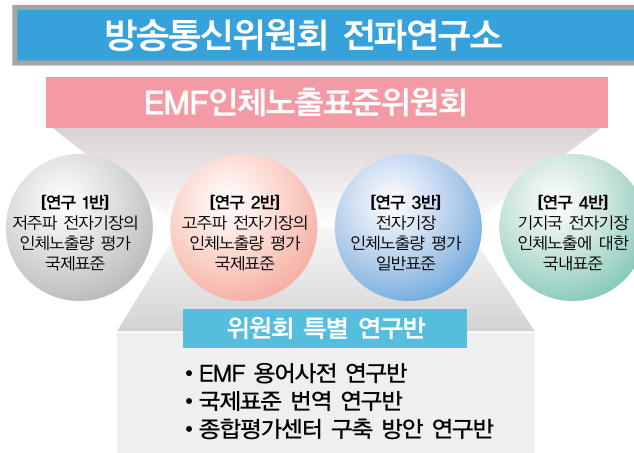 방송통신위원회 전파연구소
EMF인체노출표준위원회
[연구 1반]
저주파 전자기장의
인체노출량 평가
국제표준
[연구 2반]
고주파 전자기장의
인체노출량 평가
국제표준
[연구 3반]
전자기장
인체노출량 평가
일반표준
[연구 4반]
기지국 전자기장
인체노출에 대한
국내표준
위원회 특별 연구반
• EMF 용어사전 연구반
• 국제표준 번역 연구반
• 종합평가센터 구축 방안 연구반